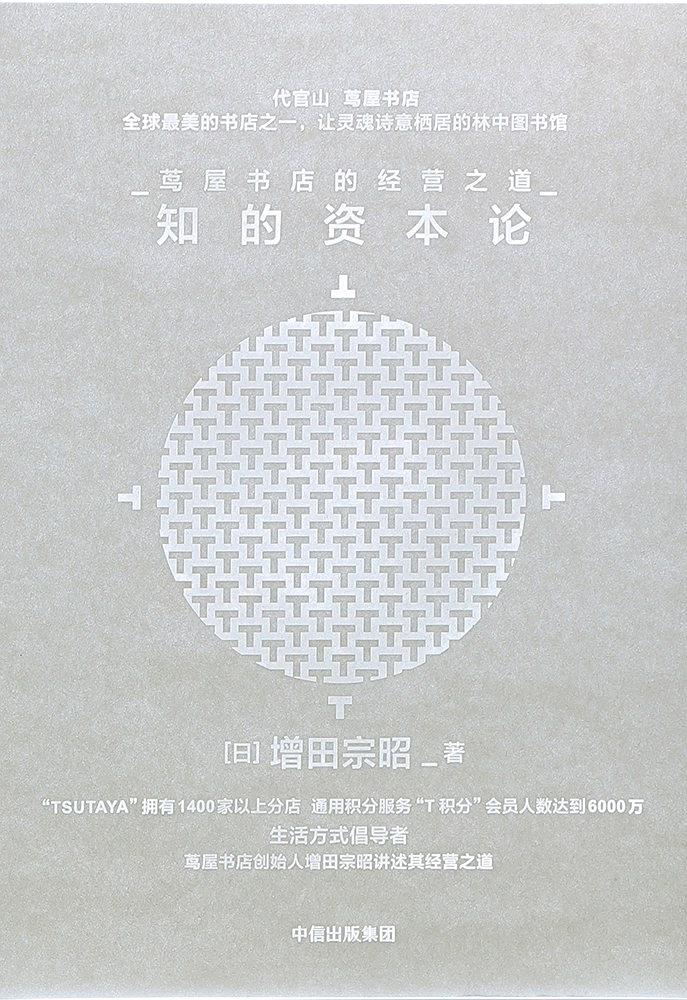 代官山 茑屋书店
全球最美的书店之一，让灵魂诗意栖居的林中图书馆
_茑屋书店的经营之道_
知的资本论
[日] 增田宗昭_著
“TSUTAYA”拥有1400家以上分店 通用积分服务“T积分”会员人数达到6000万
生活方式倡导者
茑屋书店创始人增田宗昭讲述其经营之道
中信出版集团